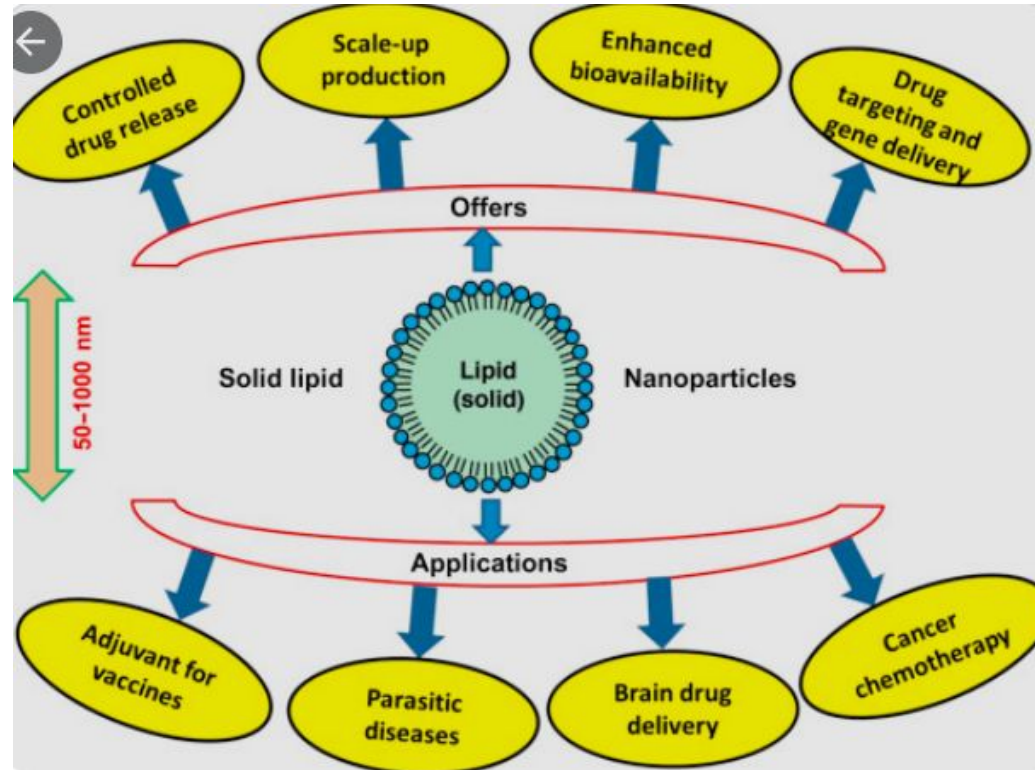 Controlled
drug release
Scale-up
production
Enhanced
bioavailability
Drug
targeting and
gene delivery
Offers
50–1000 nm
Solid lipid
Lipid
(solid)
Nanoparticles
Applications
Adjuvant for
vaccines
Parasitic
diseases
Brain drug
delivery
Cancer
chemotherapy